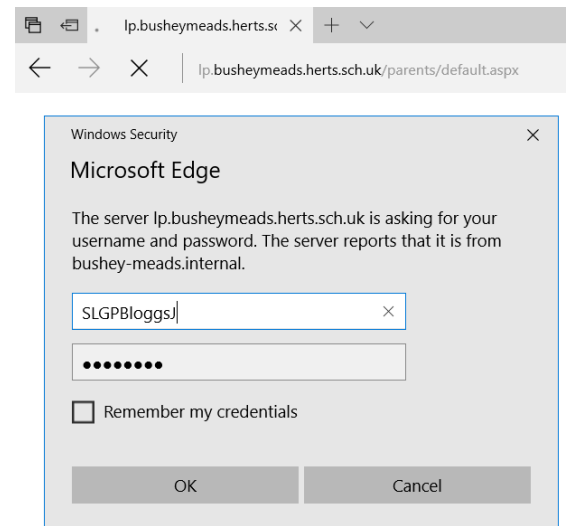 lp.busheymeads.herts.sc
lp.busheymeads.herts.sch.uk/parents/default.aspx
Windows Security
Microsoft Edge
The server lp.busheymeads.herts.sch.uk is asking for your
username and password. The server reports that it is from
bushey-meads.internal.
SLGPBloggsJ
●●●●●●●●
Remember my credentials
OK Cancel